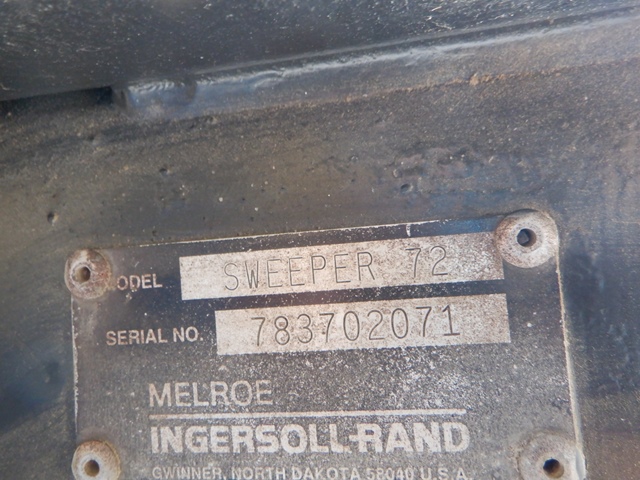 MODEL SWEEPER 72
SERIAL NO. 783702071
MELROE
INGERSOLL-RAND
GWINNER, NORTH DAKOTA 58040 U.S.A.